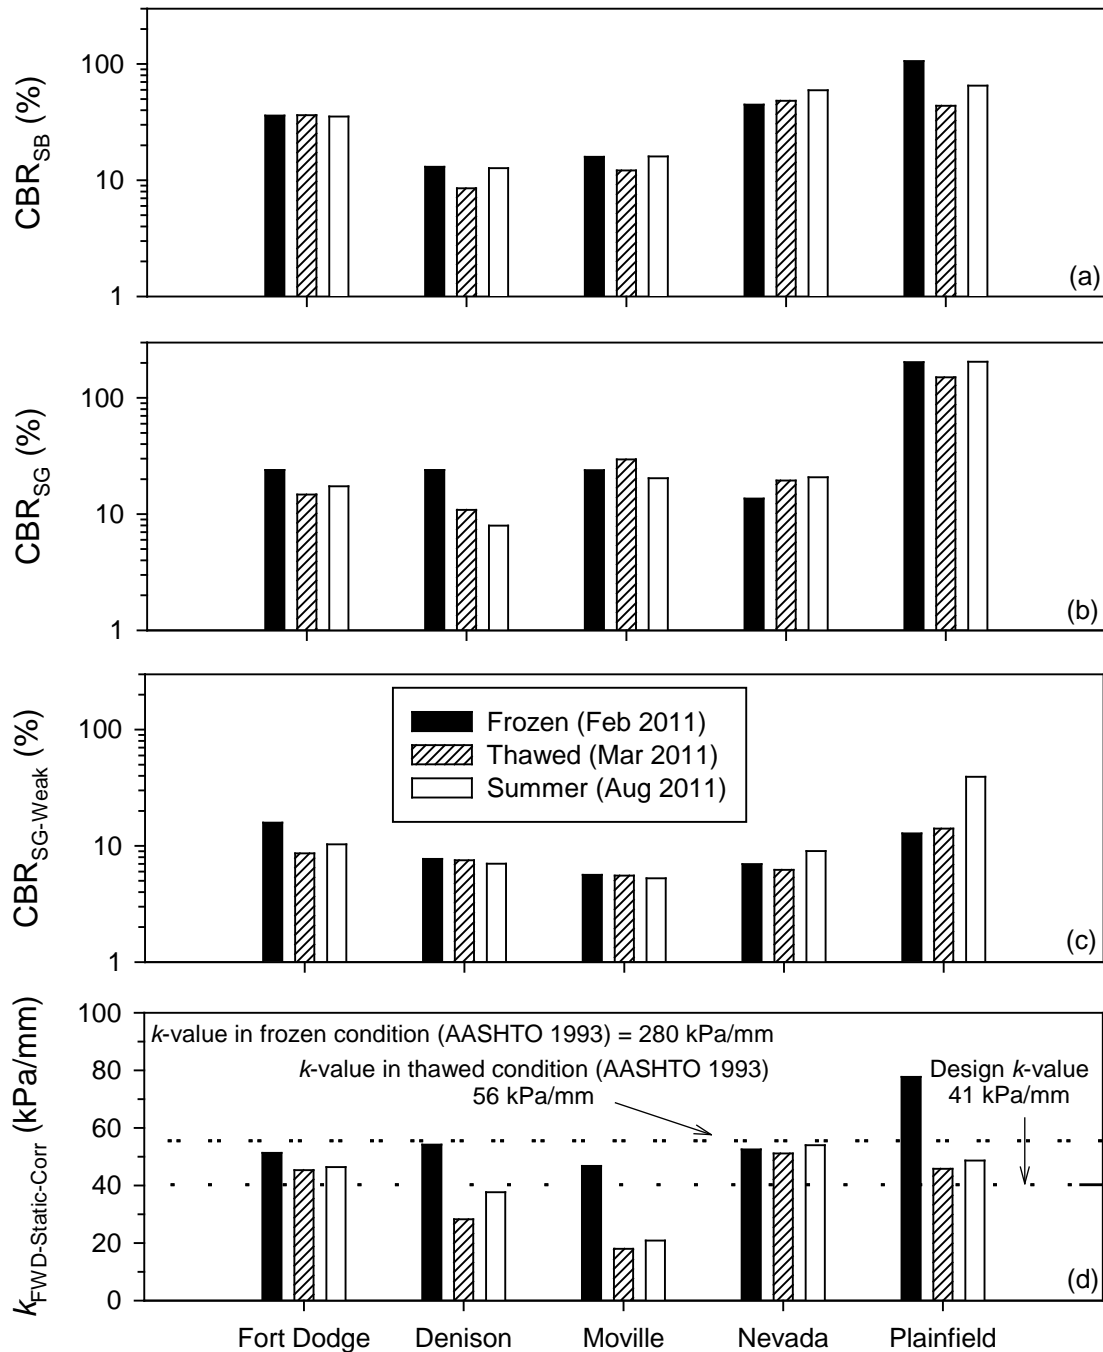 CBR_SB (%)
100
10
1
(a)
CBR_SG (%)
100
10
1
(b)
CBR_SG-Weak (%)
100
10
1
Frozen (Feb 2011)
Thawed (Mar 2011)
Summer (Aug 2011)
(c)
k_FWD-Static-Corr (kPa/mm)
100
80
60
40
20
0
k-value in frozen condition (AASHTO 1993) = 280 kPa/mm
k-value in thawed condition (AASHTO 1993)
56 kPa/mm
Design k-value
41 kPa/mm
(d)
Fort Dodge Denison Moville Nevada Plainfield